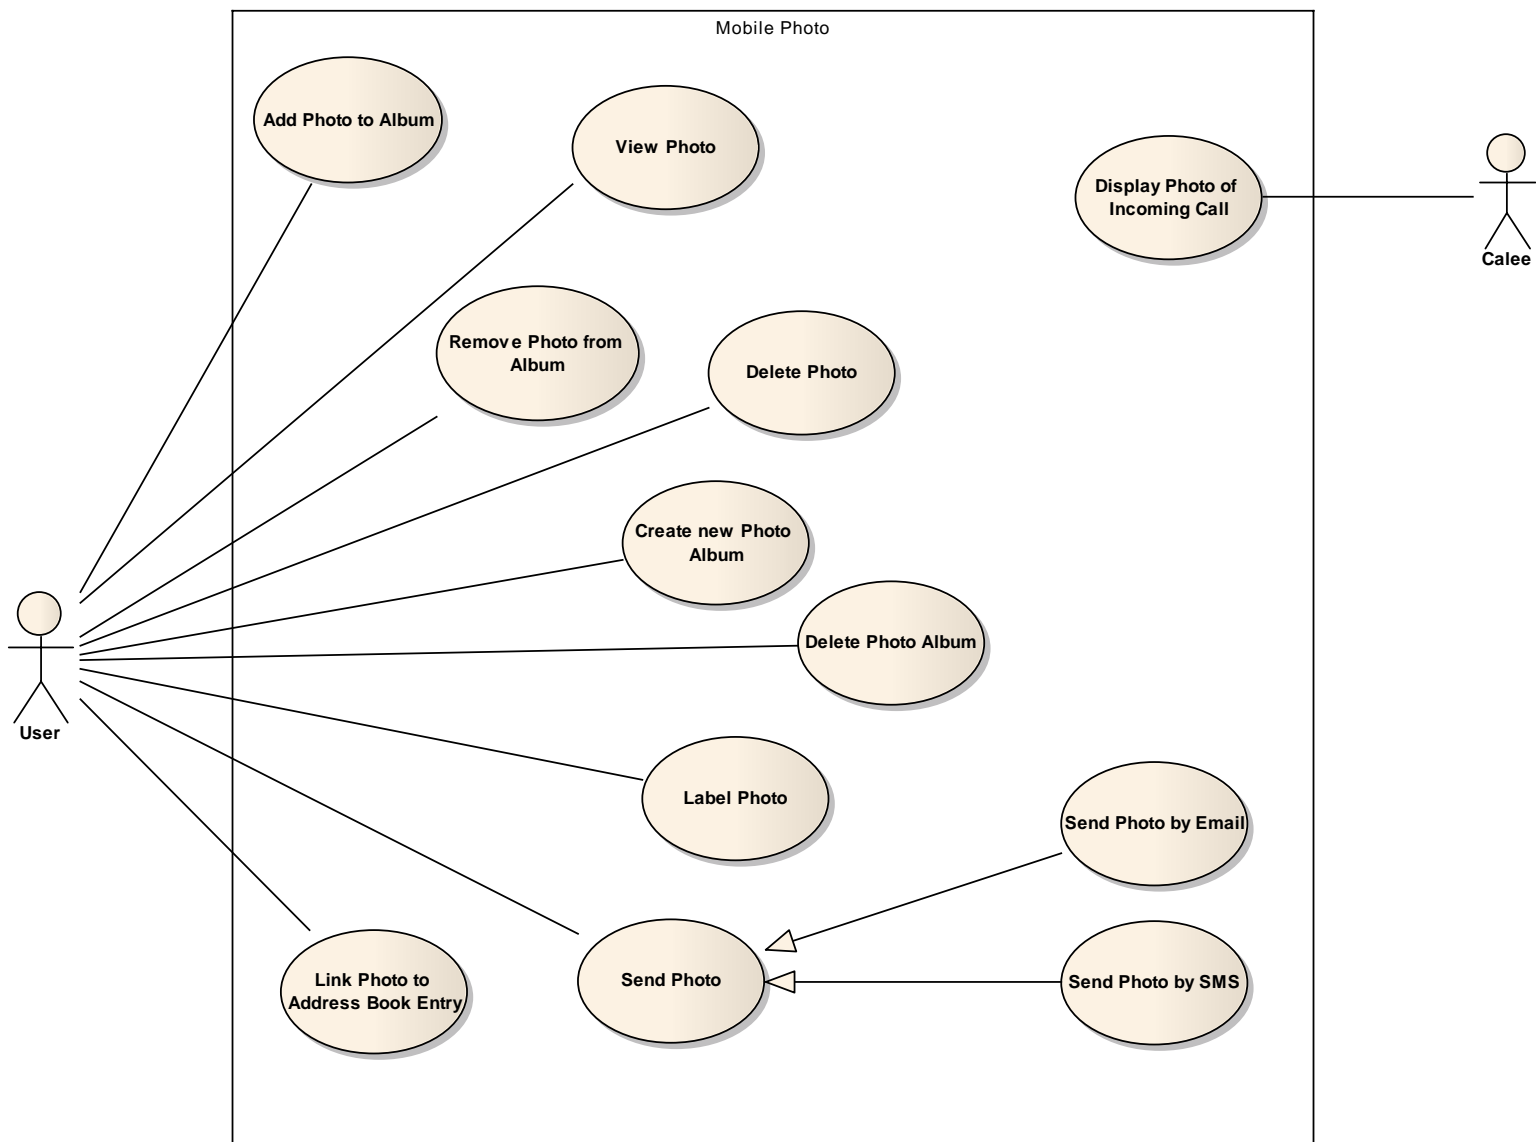 Mobile Photo
Add Photo to Album
View Photo
Display Photo of
Incoming Call
Calee
Remove Photo from
Album
Delete Photo
Create new Photo
Album
Delete Photo Album
User
Label Photo
Send Photo by Email
Link Photo to
Address Book Entry
Send Photo
Send Photo by SMS